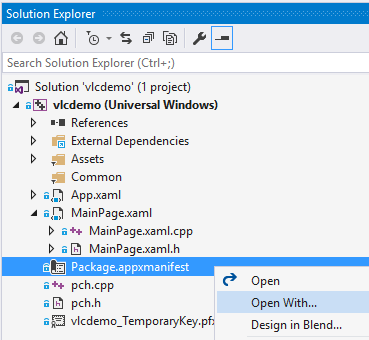 Solution Explorer
Search Solution Explorer (Ctrl+;)
Solution 'vlcdemo' (1 project)
vlcdemo (Universal Windows)
References
External Dependencies
Assets
Common
App.xaml
MainPage.xaml
MainPage.xaml.cpp
MainPage.xaml.h
Package.appxmanifest
pch.cpp
Open
pch.h
Open With...
vlcdemo_TemporaryKey.pfx
Design in Blend...